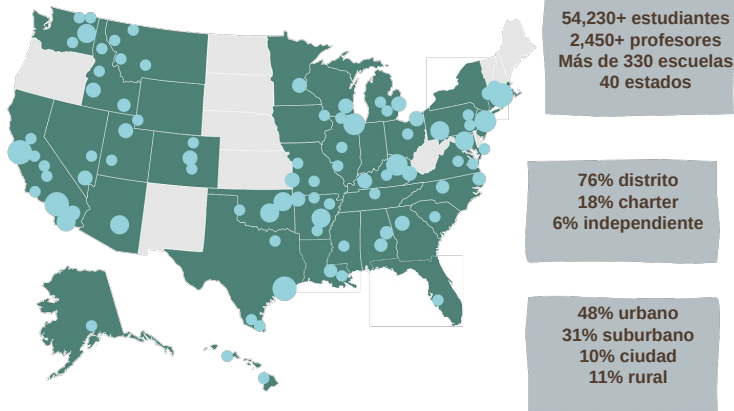 54,230+ estudiantes
2,450+ profesores
Más de 330 escuelas
40 estados
76% distrito
18% charter
6% independiente
48% urbano
31% suburbano
10% ciudad
11% rural